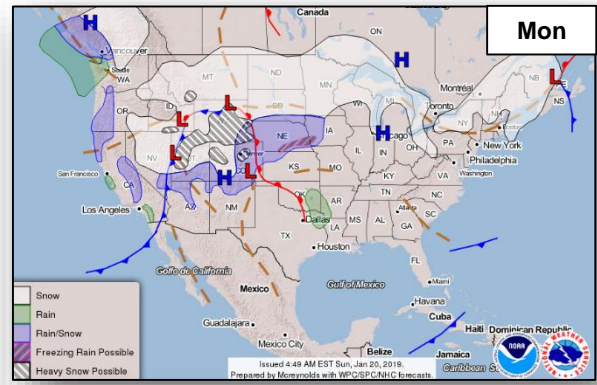 Mon
Canada
ON
H
Vancouver
H
Seattle
WA
MT
ND
Montréal
NB
L
NS
ID
L
OR
L
SD
WI
MI
Toronto
NY
H
Chicago
New York
L
NE
IA
PA
Philadelphia
NV
UT
IL
IN
OH
Washington
San Francisco
CO
KS
MO
WV
VA
KY
CA
H
L
OK
AR
TN
NC
Los Angeles
AZ
NM
Dallas
MS
AL
Atlanta
SC
GA
TX
LA
Houston
FL
Golfo de California
Gulf of Mexico
Miami
Mexico
Havana
Cuba
Guadalajara
Haiti
Dominican Republic
Mexico City
Belize
Jamaica
Caribbean
Snow
Rain
Rain/Snow
Freezing Rain Possible
Heavy Snow Possible
Issued 4:49 AM EST Sun, Jan 20, 2019.
Prepared by Mcreynolds with WPC/SPC/NHC forecasts.
NOAA